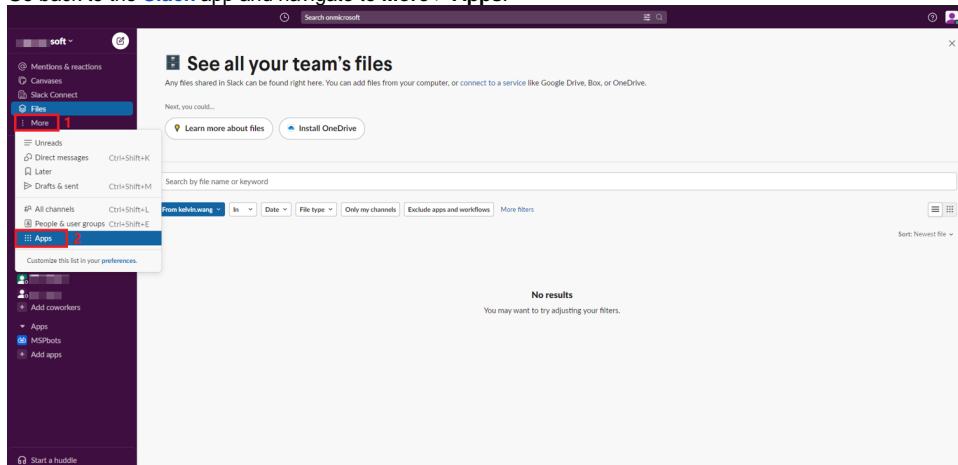 Go back to the Slack app and navigate to More > Apps.
Search onmicrosoft
soft
Mentions & reactions
Canvases
Slack Connect
Files
More 1
Unreads
Direct messages Ctrl+Shift+K
Later
Drafts & sent Ctrl+Shift+M
All channels Ctrl+Shift+L
People & user groups Ctrl+Shift+E
Apps 2
Customize this list in your preferences.
Add coworkers
Apps
MSPbots
Add apps
Start a huddle
See all your team's files
Any files shared in Slack can be found right here. You can add files from your computer, or connect to a service like Google Drive, Box, or OneDrive.
Next, you could...
Learn more about files
Install OneDrive
Search by file name or keyword
From kelvin.wang In Date File type Only my channels Exclude apps and workflows More filters
Sort: Newest file
No results
You may want to try adjusting your filters.